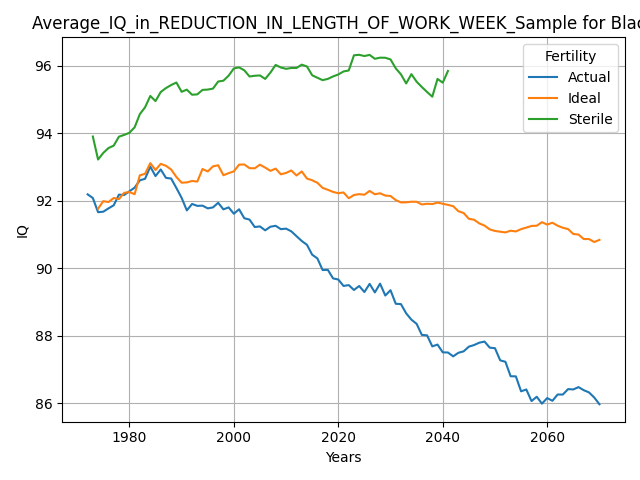 Average_IQ_in_REDUCTION_IN_LENGTH_OF_WORK_WEEK_Sample for Blac
Fertility
Actual
Ideal
Sterile
96
94
92
90
88
86
IQ
1980
2000
2020
2040
2060
Years